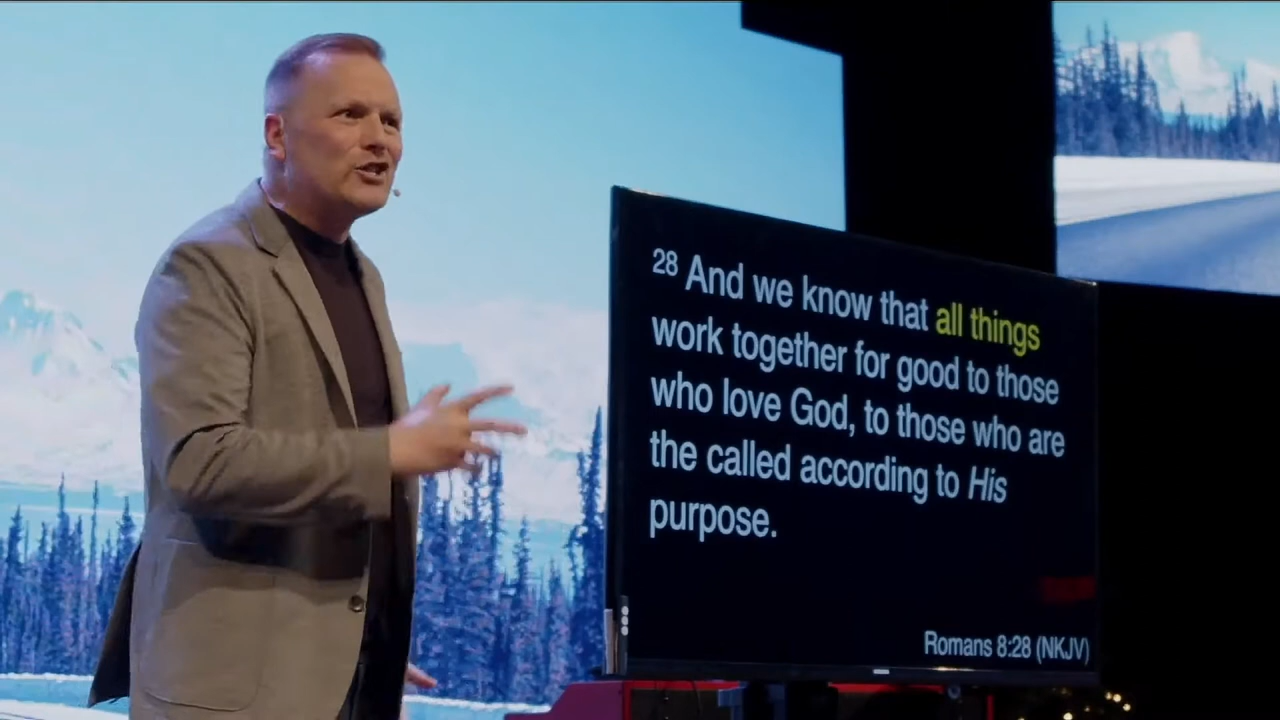 28 And we know that all things
work together for good to those
who love God, to those who are
the called according to His
purpose.
Romans 8:28 (NKJV)